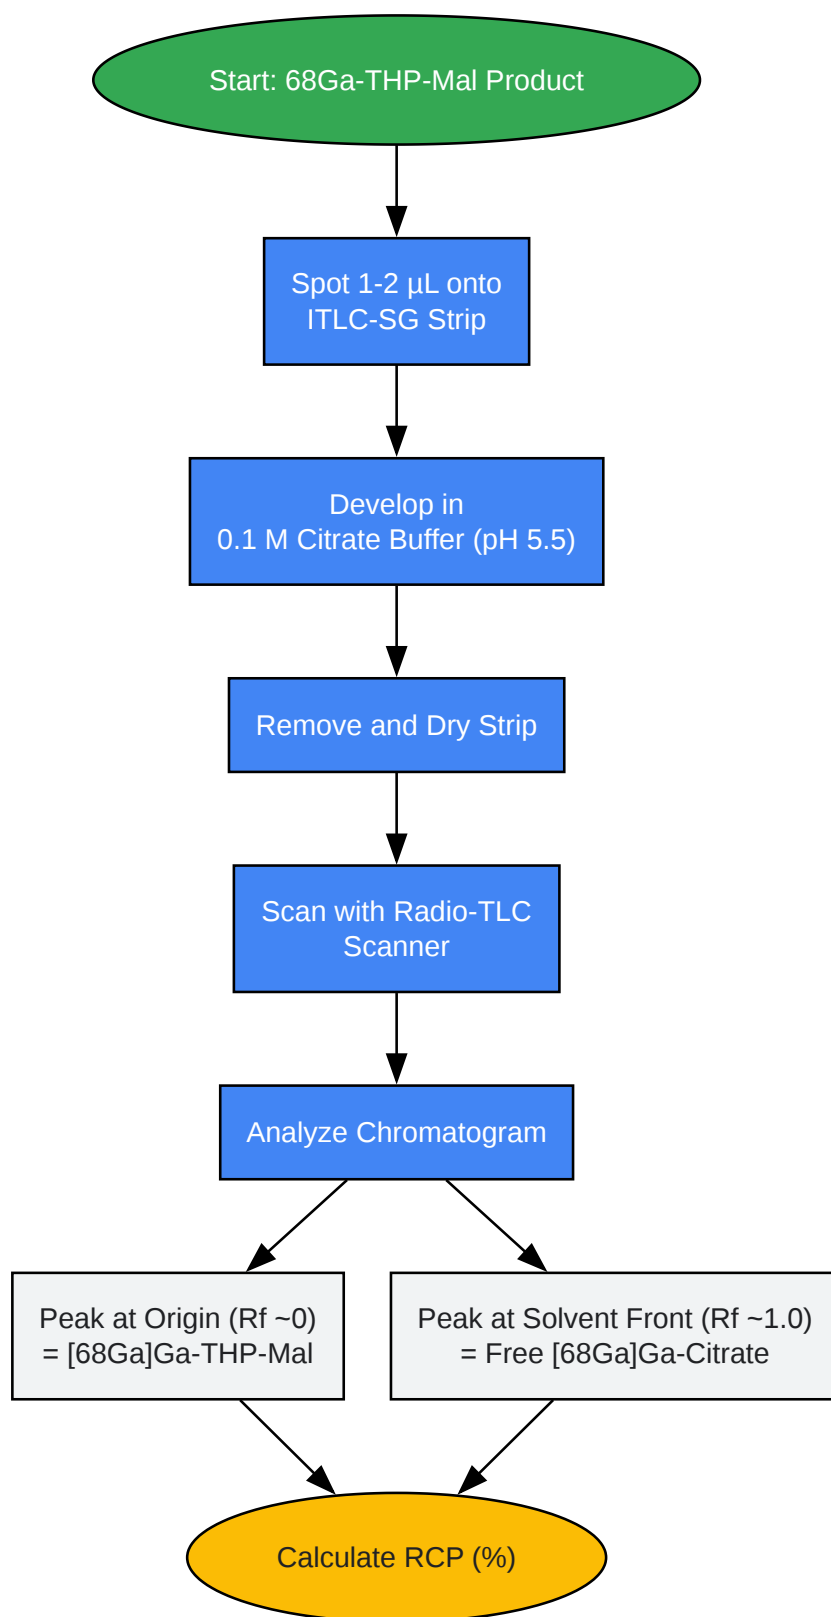 Start: 68Ga-THP-Mal Product
Spot 1-2 µL onto
ITLC-SG Strip
Develop in
0.1 M Citrate Buffer (pH 5.5)
Remove and Dry Strip
Scan with Radio-TLC
Scanner
Analyze Chromatogram
Peak at Origin (Rf ~0)
= [68Ga]Ga-THP-Mal
Peak at Solvent Front (Rf ~1.0)
= Free [68Ga]Ga-Citrate
Calculate RCP (%)